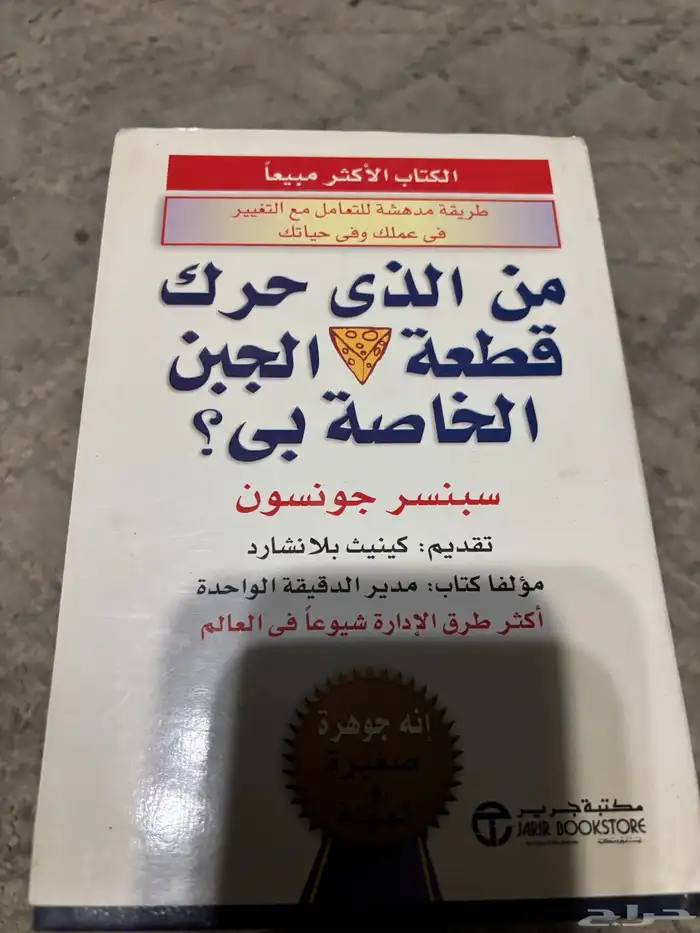 الكتاب الأكثر مبيعاً
طريقة مدهشة للتعامل مع التغيير
فى عملك وفى حياتك
من الذى حرك
قطعة الجبن
الخاصة بى؟
سبنسر جونسون
تقديم: كينيث بلانشارد
مؤلفا كتاب: مدير الدقيقة الواحدة
أكثر طرق الإدارة شيوعاً فى العالم
إنه جوهرة
صغيرة
و
ثمينة
مكتبة جرير
JARIR BOOKSTORE
حراج